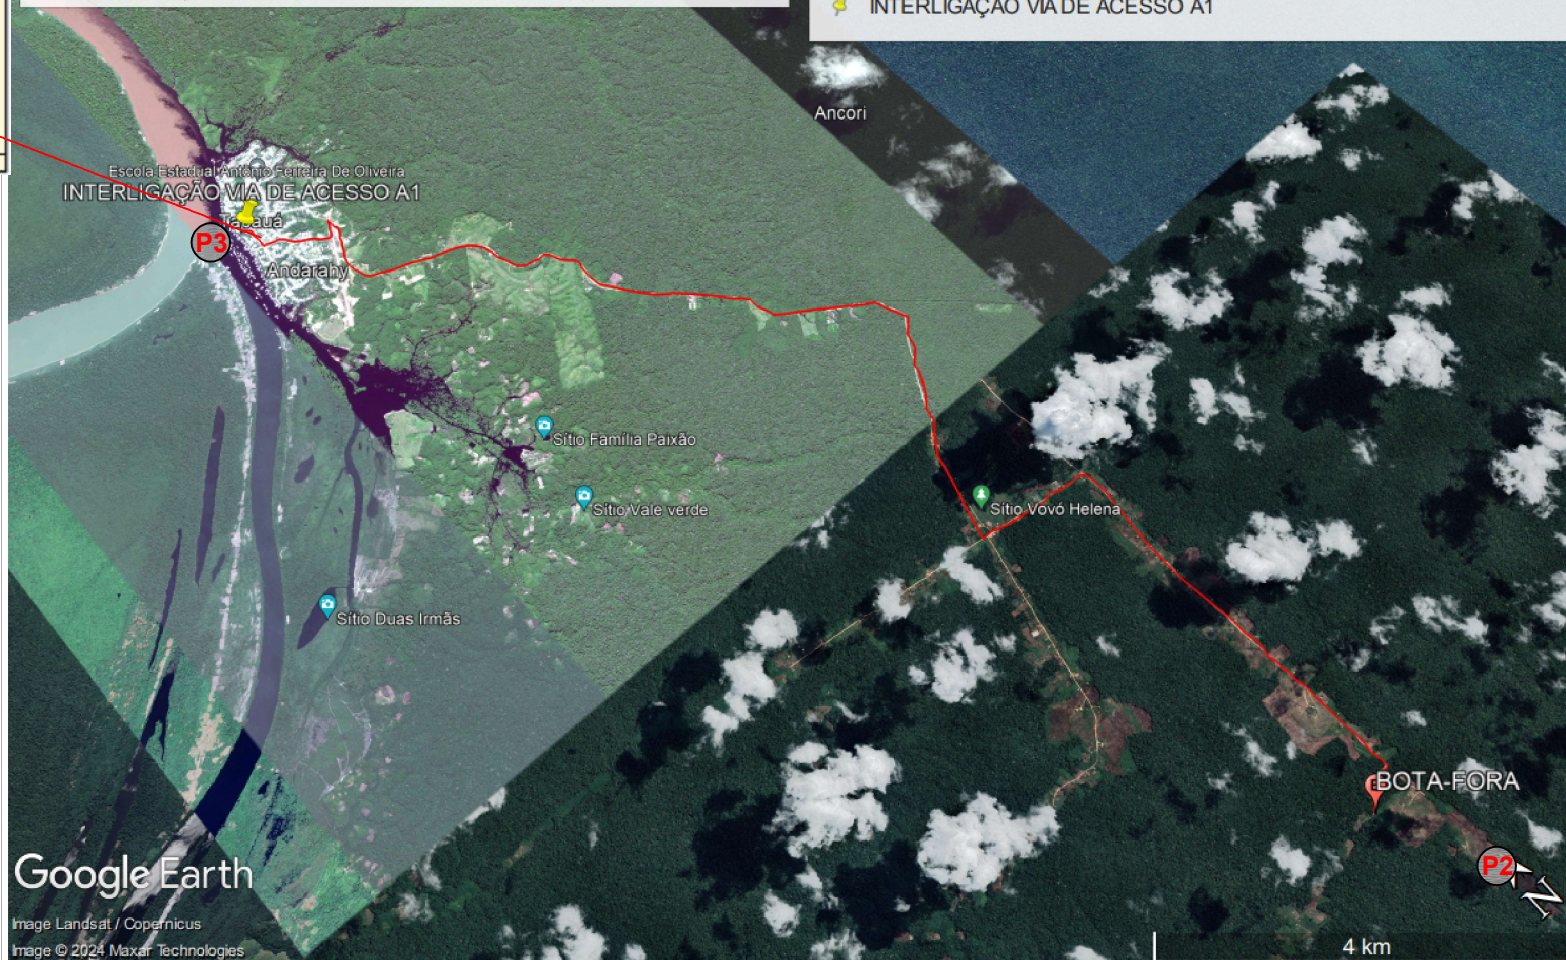 INTERLIGAÇÃO VIA DE ACESSO A1
Ancori
Escola Estadual Antônio Ferreira De Oliveira
INTERLIGAÇÃO VIA DE ACESSO A1
Tapauá
P3
Andarahy
Sítio Família Paixão
Sítio Vale verde
Sítio Vovó Helena
Sítio Duas Irmãs
BOTA-FORA
P2
N
Google Earth
Image Landsat / Copernicus
Image © 2024 Maxar Technologies
4 km